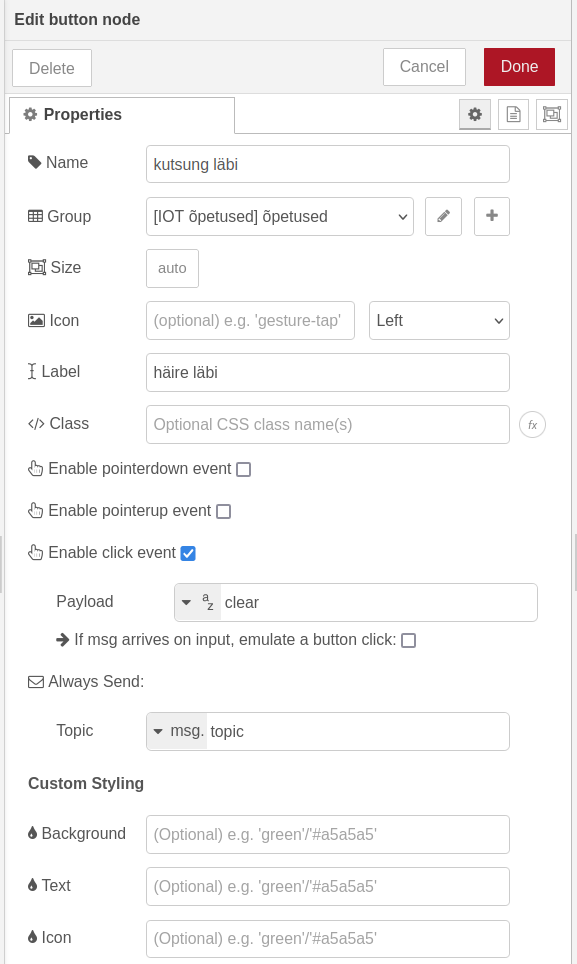 Edit button node
Delete
Cancel
Done
Properties
Name
kutsung läbi
Group
[IOT õpetused] õpetused
Size
auto
Icon
(optional) e.g. 'gesture-tap'
Left
Label
häire läbi
Class
Optional CSS class name(s)
fx
Enable pointerdown event
Enable pointerup event
Enable click event
Payload
a
z
clear
If msg arrives on input, emulate a button click:
Always Send:
Topic
msg.
topic
Custom Styling
Background
(Optional) e.g. 'green'/'#a5a5a5'
Text
(Optional) e.g. 'green'/'#a5a5a5'
Icon
(Optional) e.g. 'green'/'#a5a5a5'